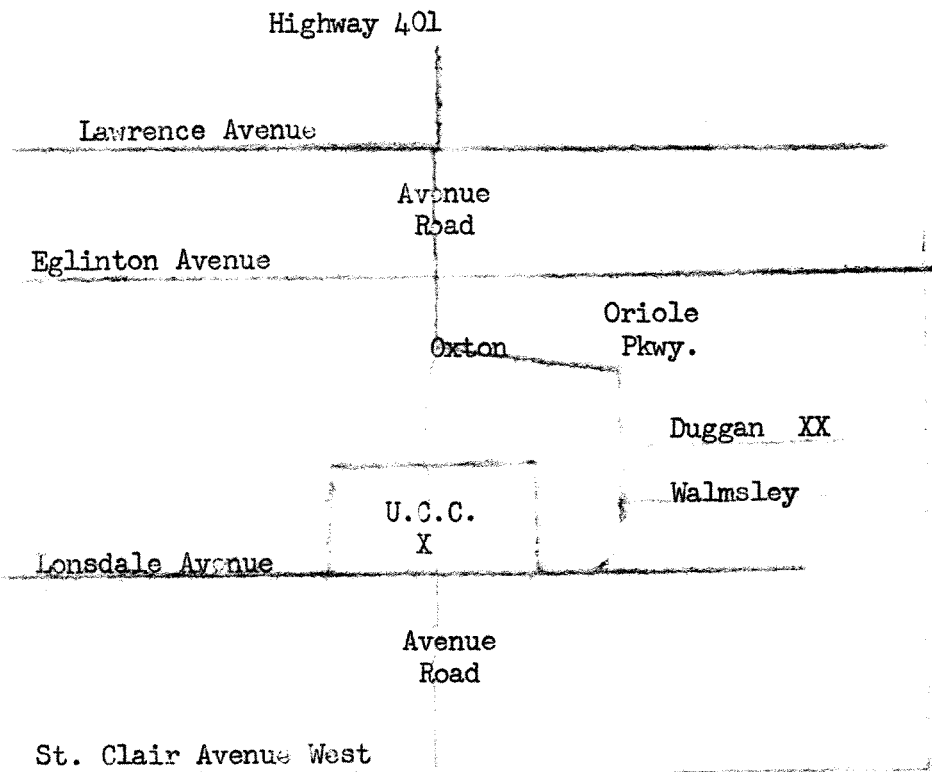 Highway 401
Lawrence Avenue
Avenue
Road
Eglinton Avenue
Oriole
Oxton Pkwy.
Duggan XX
Walmsley
U.C.C.
X
Lonsdale Avenue
Avenue
Road
St. Clair Avenue West